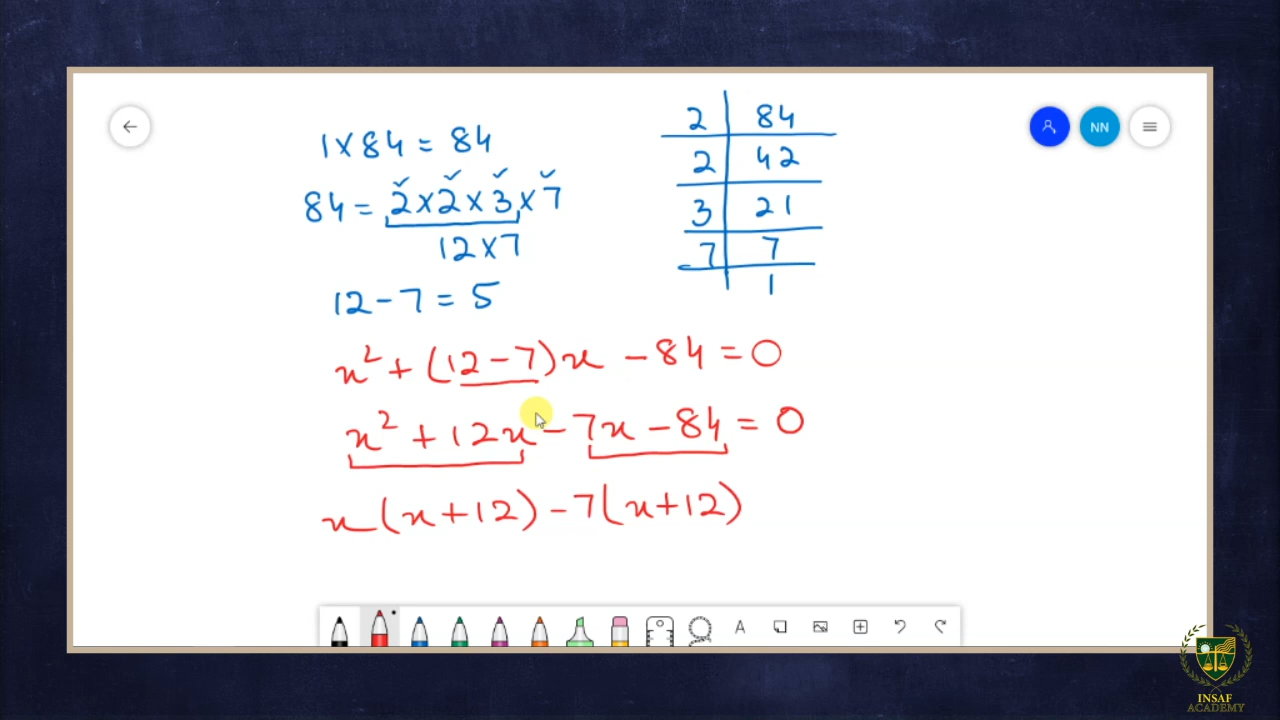 1 × 84 = 84
84 = 2 × 2 × 3 × 7
12 × 7
12 - 7 = 5
2 | 84
2 | 42
3 | 21
7 | 7
1
NN
x² + (12 - 7)x - 84 = 0
x² + 12x - 7x - 84 = 0
x(x + 12) - 7(x + 12)
A
INSAF
ACADEMY